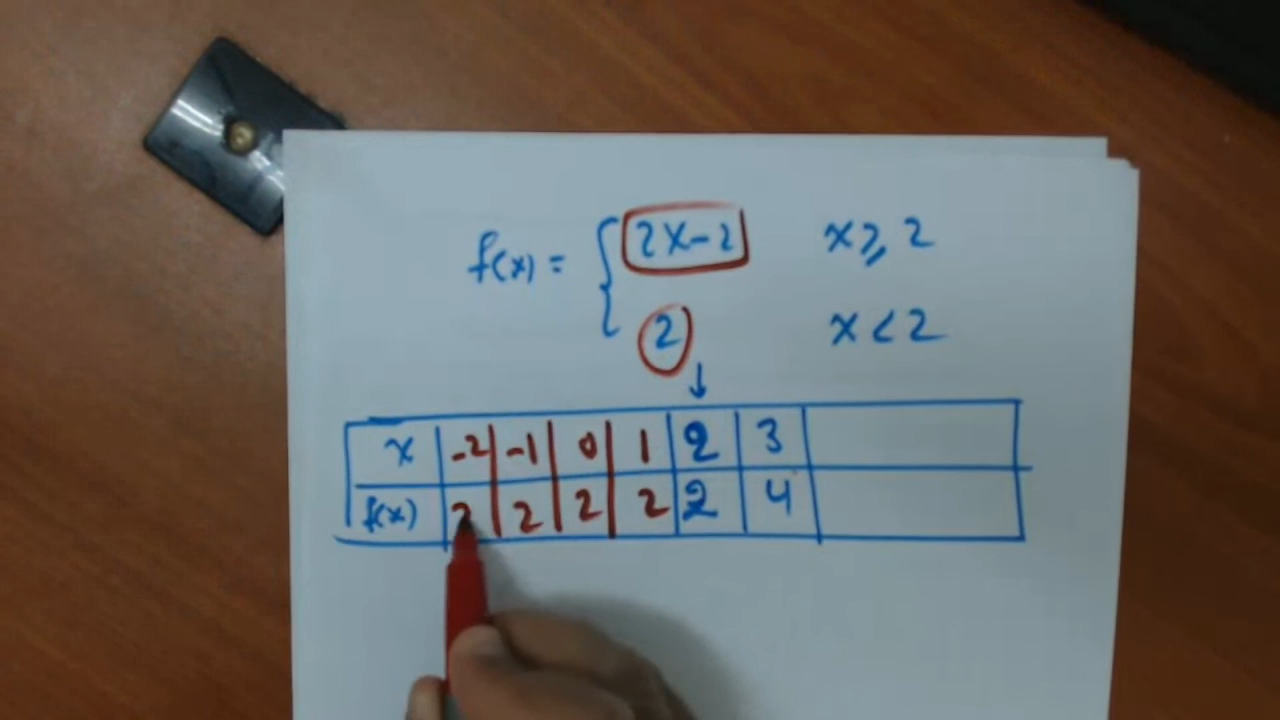 f(x) = { 2x-2 x ⩾ 2
2 x < 2
↓
x -2 -1 0 1 2 3
f(x) 2 2 2 2 2 4